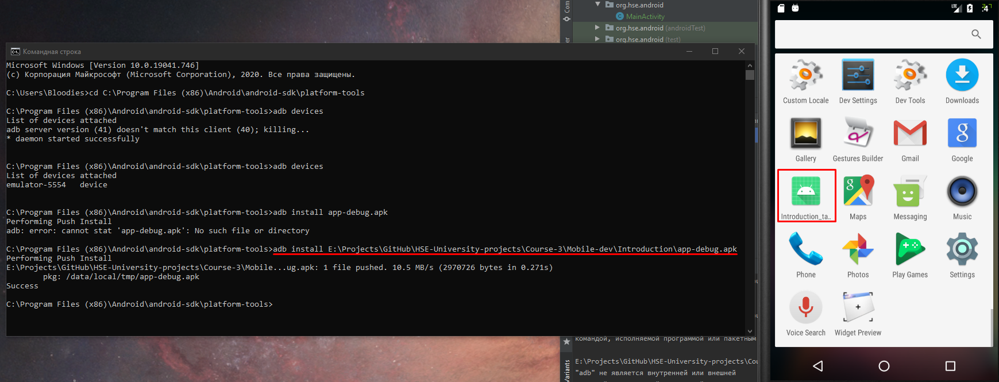 Com
org.hse.android
MainActivity
org.hse.android (androidTest)
org.hse.android (test)
Командная строка
Microsoft Windows [Version 10.0.19041.746]
(c) Корпорация Майкрософт (Microsoft Corporation), 2020. Все права защищены.
C:\Users\Bloodies>cd C:\Program Files (x86)\Android\android-sdk\platform-tools
C:\Program Files (x86)\Android\android-sdk\platform-tools>adb devices
List of devices attached
adb server version (41) doesn't match this client (40); killing...
* daemon started successfully
C:\Program Files (x86)\Android\android-sdk\platform-tools>adb devices
List of devices attached
emulator-5554   device
C:\Program Files (x86)\Android\android-sdk\platform-tools>adb install app-debug.apk
Performing Push Install
adb: error: cannot stat 'app-debug.apk': No such file or directory
C:\Program Files (x86)\Android\android-sdk\platform-tools>adb install E:\Projects\GitHub\HSE-University-projects\Course-3\Mobile-dev\Introduction\app-debug.apk
Performing Push Install
E:\Projects\GitHub\HSE-University-projects\Course-3\Mobile...ug.apk: 1 file pushed. 10.5 MB/s (2970726 bytes in 0.271s)
pkg: /data/local/tmp/app-debug.apk
Success
C:\Program Files (x86)\Android\android-sdk\platform-tools>
командой, исполняемой программой или пакетным
E:\Projects\GitHub\HSE-University-projects\Cou
"adb" не является внутренней или внешней
Variants
LTE
Custom Locale
Dev Settings
Dev Tools
Downloads
Gallery
Gestures Builder
Gmail
Google
Introduction_ta..
Maps
Messaging
Music
Phone
Photos
Play Games
Settings
Voice Search
Widget Preview